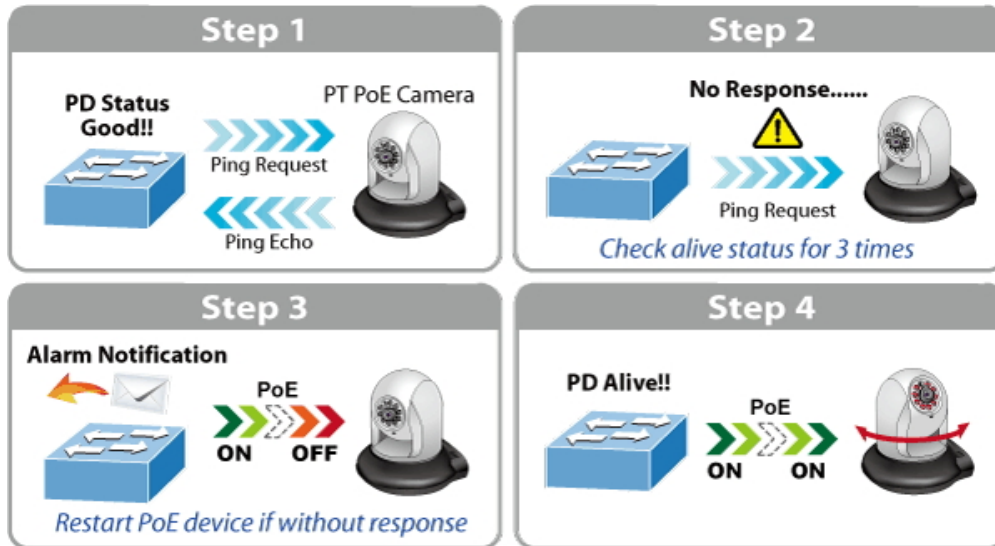 Step 1
PD Status
Good!!
PT PoE Camera
Ping Request
Ping Echo
Step 2
No Response......
Ping Request
Check alive status for 3 times
Step 3
Alarm Notification
PoE
ON OFF
Restart PoE device if without response
Step 4
PD Alive!!
PoE
ON ON